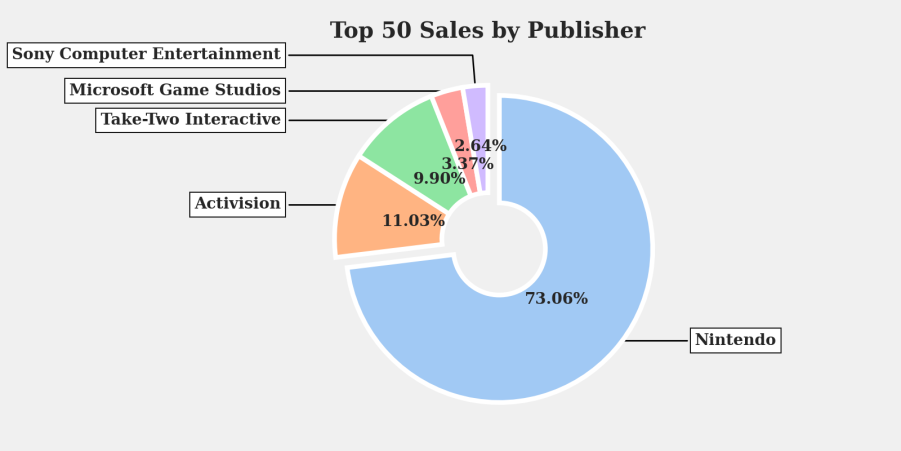 Top 50 Sales by Publisher
Sony Computer Entertainment
Microsoft Game Studios
Take-Two Interactive
Activision
Nintendo
2.64%
3.37%
9.90%
11.03%
73.06%